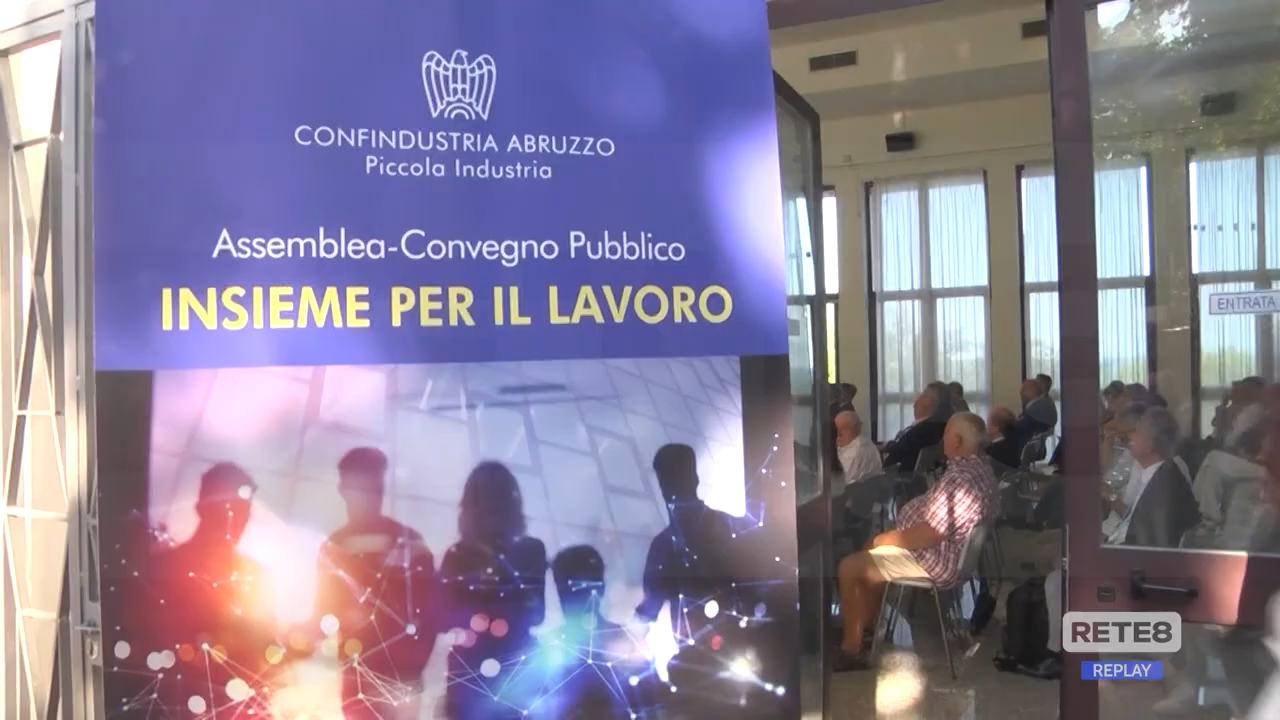 CONFINDUSTRIA ABRUZZO
Piccola Industria
Assemblea-Convegno Pubblico
INSIEME PER IL LAVORO
ENTRATA
RETE8
REPLAY